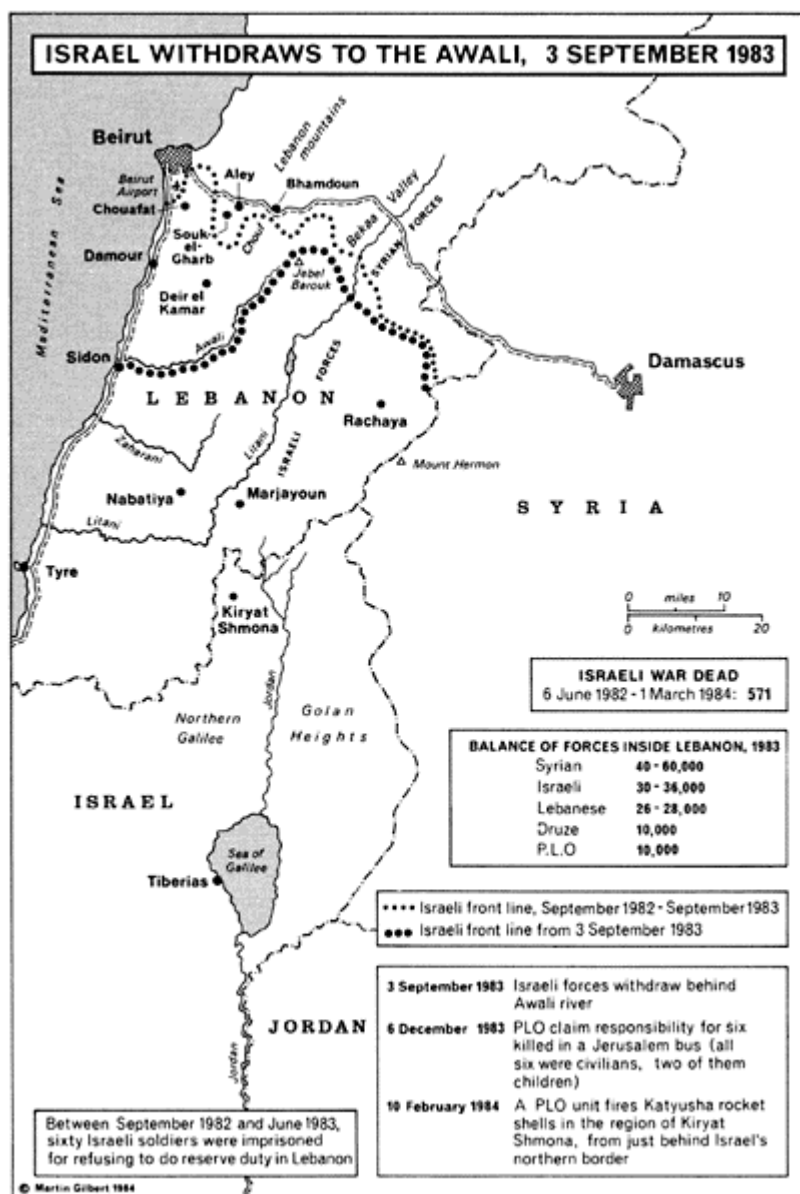 ISRAEL WITHDRAWS TO THE AWALI, 3 SEPTEMBER 1983
Beirut
Lebanon mountains
Beirut
Airport
Aley
Bhamdoun
Chouafat
Souk-
el-
Gharb
Chouf
Bekaa Valley
SYRIAN FORCES
Mediterranean Sea
Damour
Jebel
Barouk
Deir el
Kamar
Awali
Sidon
Damascus
LEBANON
ISRAELI FORCES
Rachaya
Zaharani
Litani
Mount Hermon
Nabatiya
Marjayoun
SYRIA
Litani
Tyre
Kiryat
Shmona
0 miles 10
0 kilometres 20
ISRAELI WAR DEAD
6 June 1982 - 1 March 1984: 571
Jordan
Northern
Galilee
Golan
Heights
BALANCE OF FORCES INSIDE LEBANON, 1983
Syrian 40 - 60,000
Israeli 30 - 36,000
Lebanese 26 - 28,000
Druze 10,000
P.L.O 10,000
ISRAEL
Sea of
Galilee
Tiberias
Israeli front line, September 1982 - September 1983
Israeli front line from 3 September 1983
JORDAN
Jordan
3 September 1983 Israeli forces withdraw behind
Awali river
6 December 1983 PLO claim responsibility for six
killed in a Jerusalem bus (all
six were civilians, two of them
children)
10 February 1984 A PLO unit fires Katyusha rocket
shells in the region of Kiryat
Shmona, from just behind Israel's
northern border
Between September 1982 and June 1983,
sixty Israeli soldiers were imprisoned
for refusing to do reserve duty in Lebanon
© Martin Gilbert 1984